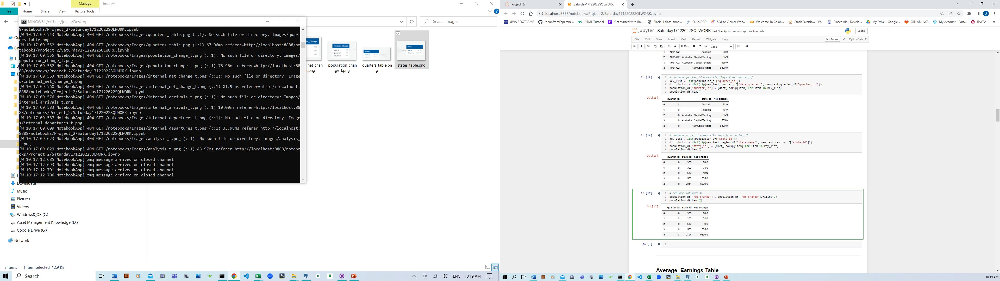 Manage
Images
File
Home
Share
View
Picture Tools
Search Images
MINGW64:/c/Users/johan/Desktop
8/notebooks/Project_2/Saturday17122022SQLWORK.ipynb
[W 10:17:09.543 NotebookApp] 404 GET /notebooks/Images/quarters_table.png (::1): No such file or directory: Images/quart
ers_table.png
[W 10:17:09.552 NotebookApp] 404 GET /notebooks/Images/quarters_table.png (::1) 67.96ms referer=http://localhost:8888/no
tebooks/Project_2/Saturday17122022SQLWORK.ipynb
[W 10:17:09.555 NotebookApp] 404 GET /notebooks/Images/population_change_t.png (::1): No such file or directory: Images/
population_change_t.png
[W 10:17:09.562 NotebookApp] 404 GET /notebooks/Images/population_change_t.png (::1) 76.96ms referer=http://localhost:88
88/notebooks/Project_2/Saturday17122022SQLWORK.ipynb
[W 10:17:09.563 NotebookApp] 404 GET /notebooks/Images/internal_net_change_t.png (::1): No such file or directory: Image
s/internal_net_change_t.png
[W 10:17:09.568 NotebookApp] 404 GET /notebooks/Images/internal_net_change_t.png (::1) 81.95ms referer=http://localhost:
8888/notebooks/Project_2/Saturday17122022SQLWORK.ipynb
[W 10:17:09.576 NotebookApp] 404 GET /notebooks/Images/internal_arrivals_t.png (::1): No such file or directory: Images/
internal_arrivals_t.png
[W 10:17:09.583 NotebookApp] 404 GET /notebooks/Images/internal_arrivals_t.png (::1) 10.00ms referer=http://localhost:88
88/notebooks/Project_2/Saturday17122022SQLWORK.ipynb
[W 10:17:09.587 NotebookApp] 404 GET /notebooks/Images/internal_departures_t.png (::1): No such file or directory: Image
s/internal_departures_t.png
[W 10:17:09.609 NotebookApp] 404 GET /notebooks/Images/internal_departures_t.png (::1) 33.98ms referer=http://localhost:
8888/notebooks/Project_2/Saturday17122022SQLWORK.ipynb
[W 10:17:09.623 NotebookApp] 404 GET /notebooks/Images/analysis_t.png (::1): No such file or directory: Images/analysis_
t.png
[W 10:17:09.629 NotebookApp] 404 GET /notebooks/Images/analysis_t.png (::1) 43.97ms referer=http://localhost:8888/notebo
oks/Project_2/Saturday17122022SQLWORK.ipynb
[W 10:17:12.685 NotebookApp] zmq message arrived on closed channel
[W 10:17:12.693 NotebookApp] zmq message arrived on closed channel
[W 10:17:12.701 NotebookApp] zmq message arrived on closed channel
[W 10:17:12.706 NotebookApp] zmq message arrived on closed channel
_net_chan
t.png
population_chan
ge_t.png
quarters_table.pn
g
states_table.png
Downloads
Music
Pictures
Videos
Windows8_OS (C:)
Asset Management Knowledge (D:)
Google Drive (G:)
Network
8 items 1 item selected 12.9 KB
Search
ENG 10:19 AM
Project_2/
Saturday17122022SQLWORK
localhost:8888/notebooks/Project_2/Saturday17122022SQLWORK.ipynb
UWA BOOTCAMP
JohanfromEsperanc...
HTML Tutorial
Get started with Bo...
Slack | ! class-anno...
QuickDBD
SQLite Viewer Web...
Welcome To Colab...
Stack Overflow - W...
Places API | Develo...
My Drive - Google...
GITLAB UWA
My Account - Port...
IPWEA
jupyter Saturday17122022SQLWORK Last Checkpoint: an hour ago (autosaved)
Logout
File Edit View Insert Cell Kernel Widgets Help
Not Trusted
PythonData
Run
Code
1 1981-Q2 Australia 78.0
2 1981-Q2 Australian Capital Territory NaN
3 1981-Q2 Australian Capital Territory 565.0
4 1981-Q2 New South Wales -6330.0
In [15]:
1 # replace quarter_id names with keys from quarter_df
2 key_list = list(population_df['quarter_id'])
3 dict_lookup = dict(zip(new_test_quarter_df['date_quarter'], new_test_quarter_df['quarter_id']))
4 population_df['quarter_id'] = [dict_lookup[item] for item in key_list]
5 population_df.head()
Out[15]:
quarter_id state_id net_change
0 8 Australia 78.0
1 8 Australia 78.0
2 8 Australian Capital Territory NaN
3 8 Australian Capital Territory 565.0
4 8 New South Wales -6330.0
In [16]:
1 # replace state_id names with keys from region_df
2 key_list = list(population_df['state_id'])
3 dict_lookup = dict(zip(new_test_region_df['state_name'], new_test_region_df['state_id']))
4 population_df['state_id'] = [dict_lookup[item] for item in key_list]
5 population_df.head()
Out[16]:
quarter_id state_id net_change
0 8 303 78.0
1 8 303 78.0
2 8 553 NaN
3 8 553 565.0
4 8 2854 -6330.0
In [17]:
1 # replace NaN with 0
2 population_df['net_change'] = population_df['net_change'].fillna(0)
3 population_df.head()
Out[17]:
quarter_id state_id net_change
0 8 303 78.0
1 8 303 78.0
2 8 553 0.0
3 8 553 565.0
4 8 2854 -6330.0
In [ ]:
1
Average_Earnings Table
10:19 AM